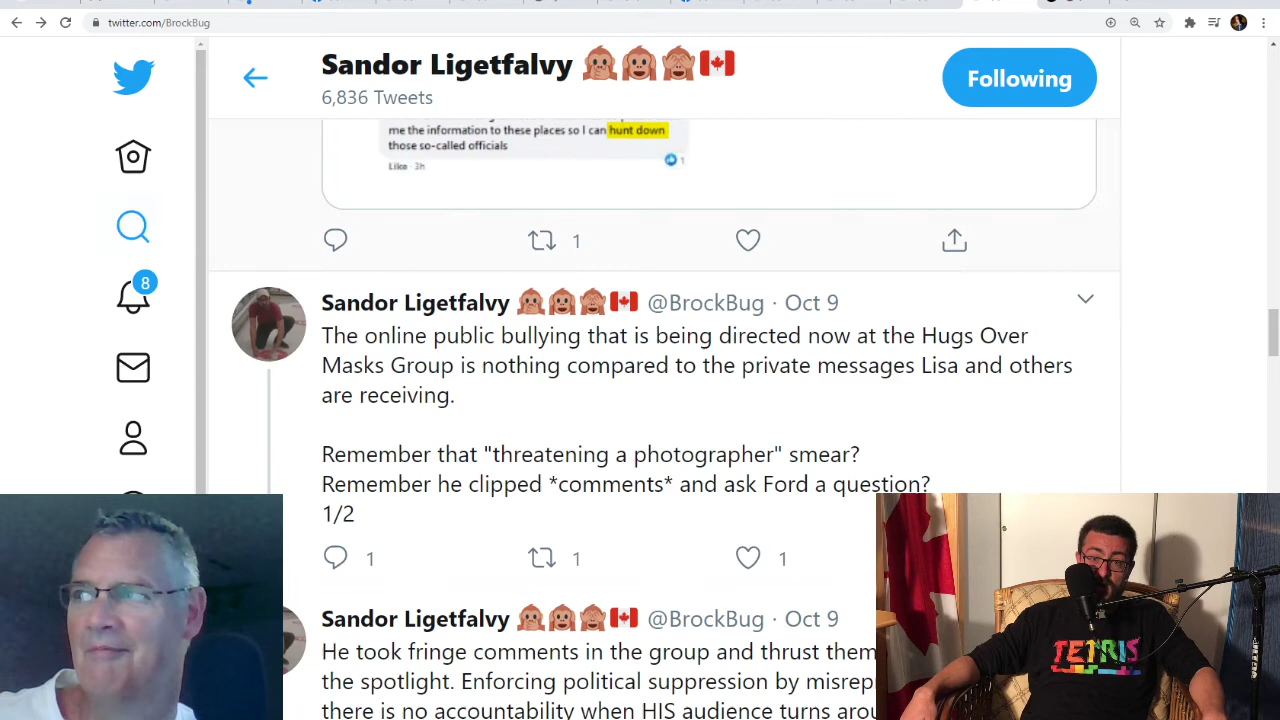 twitter.com/BrockBug
Sandor Ligetfalvy 🙊🙉🙈🇨🇦
6,836 Tweets
Following
me the information to these places so I can hunt down
those so-called officials
Like · 3h
1
1
8
Sandor Ligetfalvy 🙊🙉🙈🇨🇦 @BrockBug · Oct 9
The online public bullying that is being directed now at the Hugs Over
Masks Group is nothing compared to the private messages Lisa and others
are receiving.
Remember that "threatening a photographer" smear?
Remember he clipped *comments* and ask Ford a question?
1/2
1 1 1
Sandor Ligetfalvy 🙊🙉🙈🇨🇦 @BrockBug · Oct 9
He took fringe comments in the group and thrust them
the spotlight. Enforcing political suppression by misrep
there is no accountability when HIS audience turns arou
TETRIS